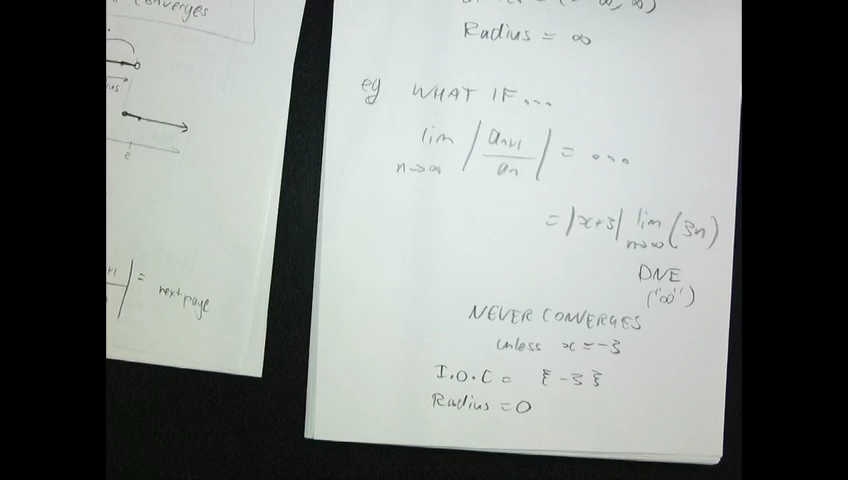 converges
Radius = ∞
eg WHAT IF...
lim n→∞ |aₙ₊₁/aₙ| = ...
= |x+3| lim n→∞ (3n)
DNE
("∞")
NEVER CONVERGES
unless x = -3
I.O.C = {-3}
Radius = 0
= next page